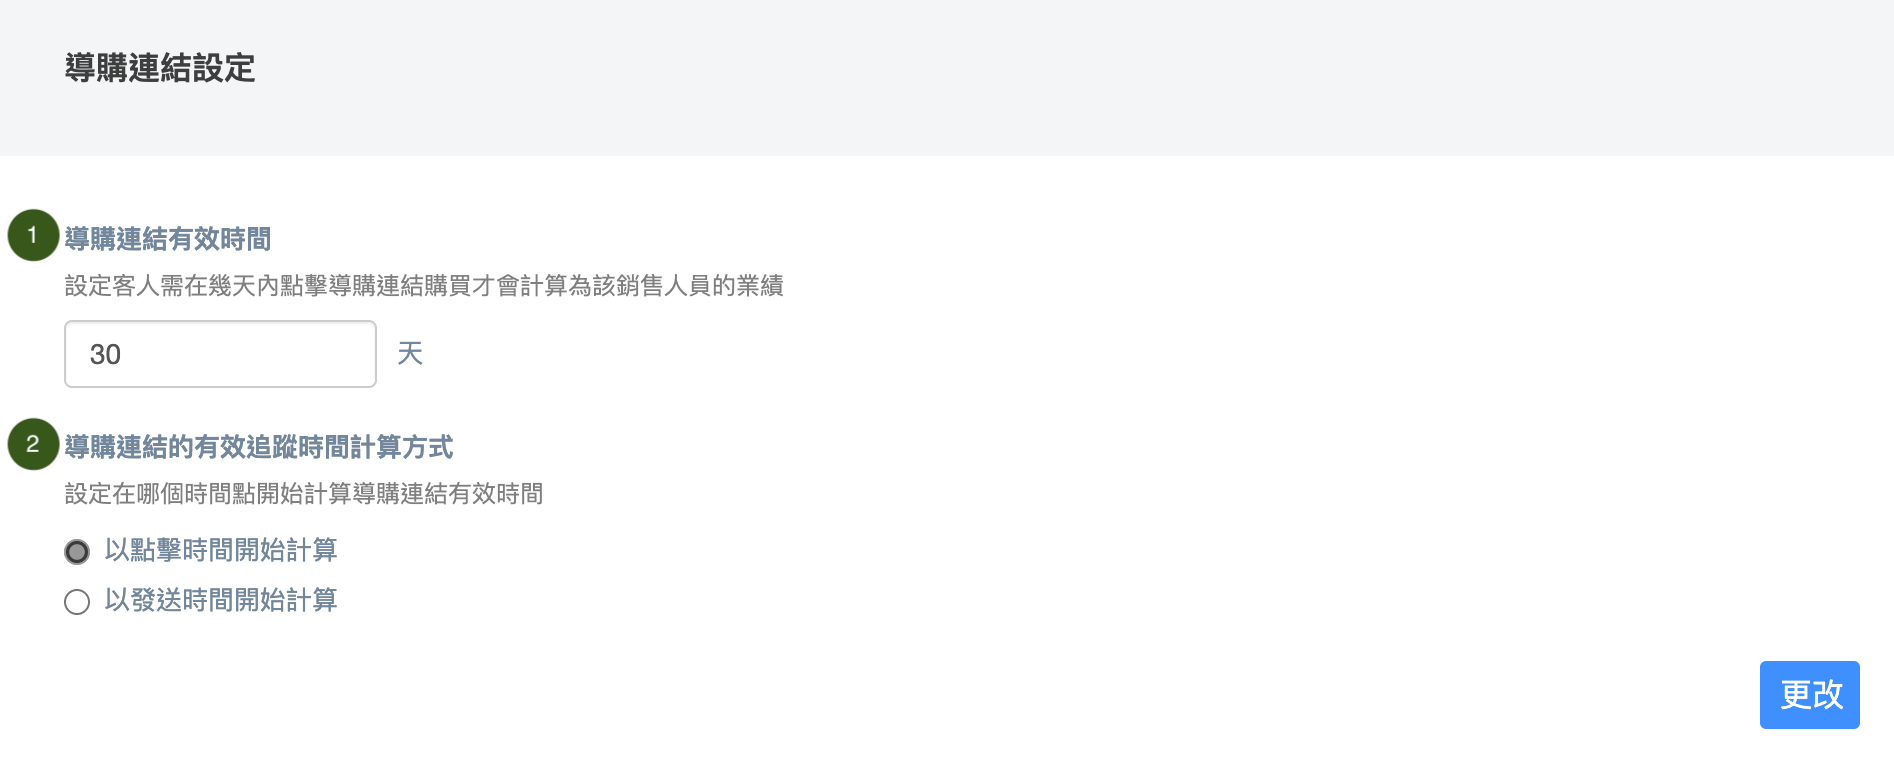 導購連結設定
1
導購連結有效時間
設定客人需在幾天內點擊導購連結購買才會計算為該銷售人員的業績
30 天
2
導購連結的有效追蹤時間計算方式
設定在哪個時間點開始計算導購連結有效時間
以點擊時間開始計算
以發送時間開始計算
更改